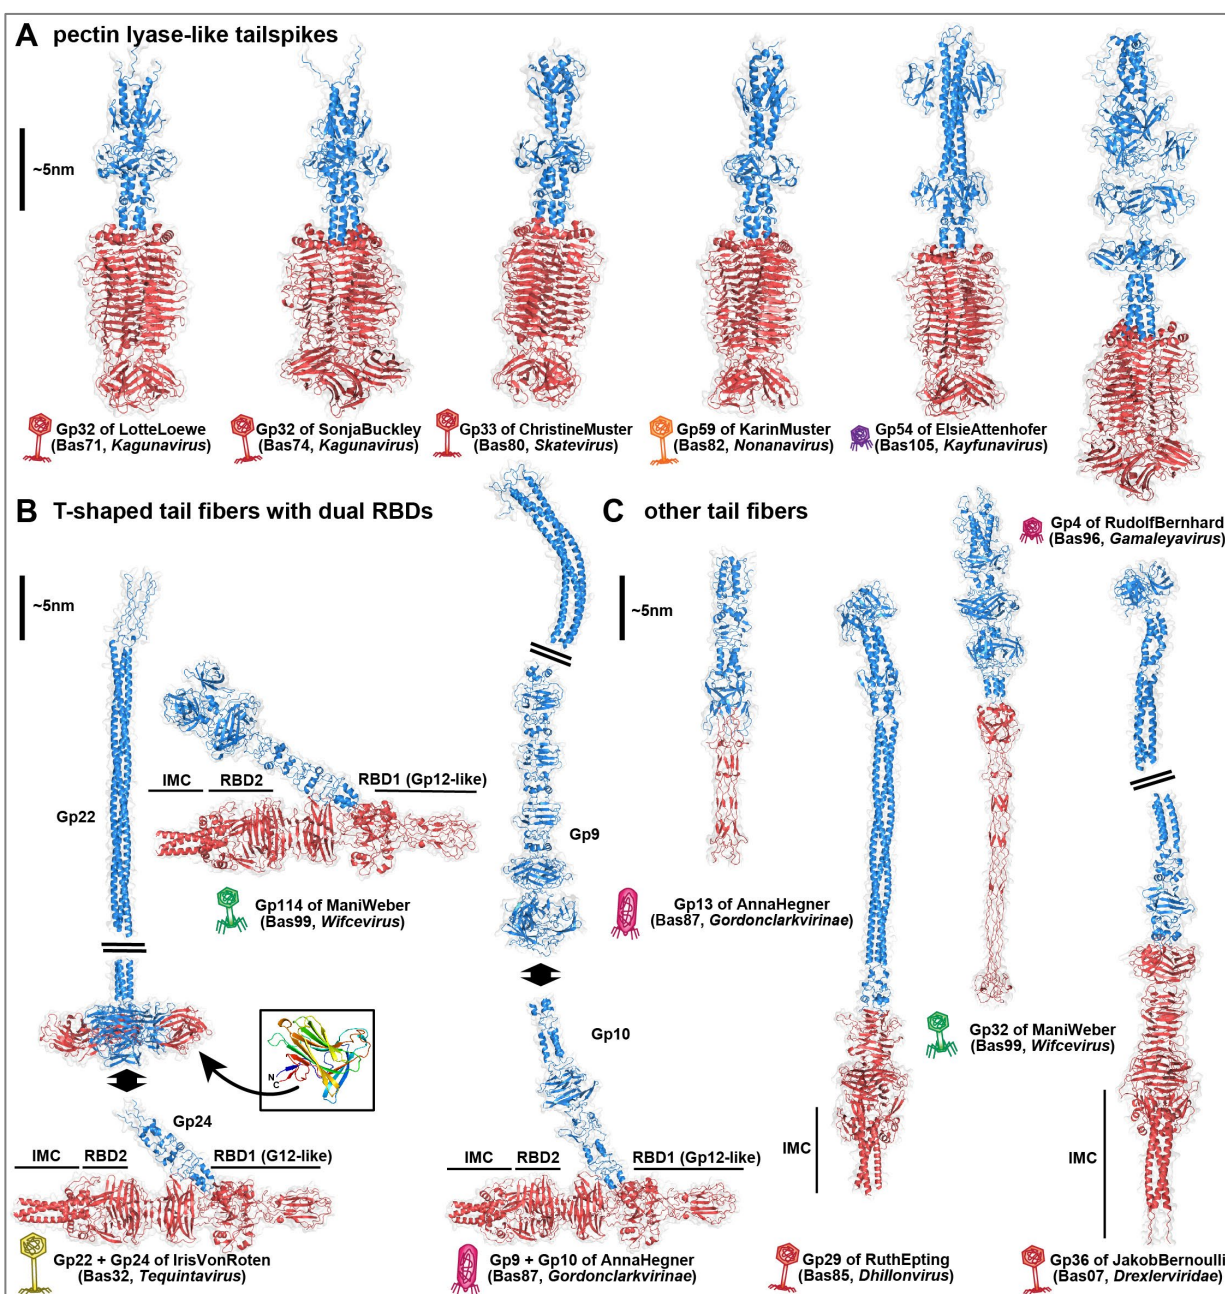 A pectin lyase-like tailspikes
~5nm
Gp32 of LotteLoewe
(Bas71, Kagunavirus)
Gp32 of SonjaBuckley
(Bas74, Kagunavirus)
Gp33 of ChristineMuster
(Bas80, Skatevirus)
Gp59 of KarinMuster
(Bas82, Nonanavirus)
Gp54 of ElsieAttenhofer
(Bas105, Kayfunavirus)
Gp4 of RudolfBernhard
(Bas96, Gamaleyavirus)
B T-shaped tail fibers with dual RBDs
~5nm
Gp22
IMC
RBD2
RBD1 (Gp12-like)
Gp114 of ManiWeber
(Bas99, Wifcevirus)
N
C
Gp24
IMC
RBD2
RBD1 (G12-like)
Gp22 + Gp24 of IrisVonRoten
(Bas32, Tequintavirus)
Gp9
Gp10
IMC
RBD2
RBD1 (Gp12-like)
Gp9 + Gp10 of AnnaHegner
(Bas87, Gordonclarkvirinae)
C other tail fibers
~5nm
Gp13 of AnnaHegner
(Bas87, Gordonclarkvirinae)
IMC
Gp29 of RuthEpting
(Bas85, Dhillonvirus)
Gp32 of ManiWeber
(Bas99, Wifcevirus)
IMC
Gp36 of JakobBernoulli
(Bas07, Drexlerviridae)